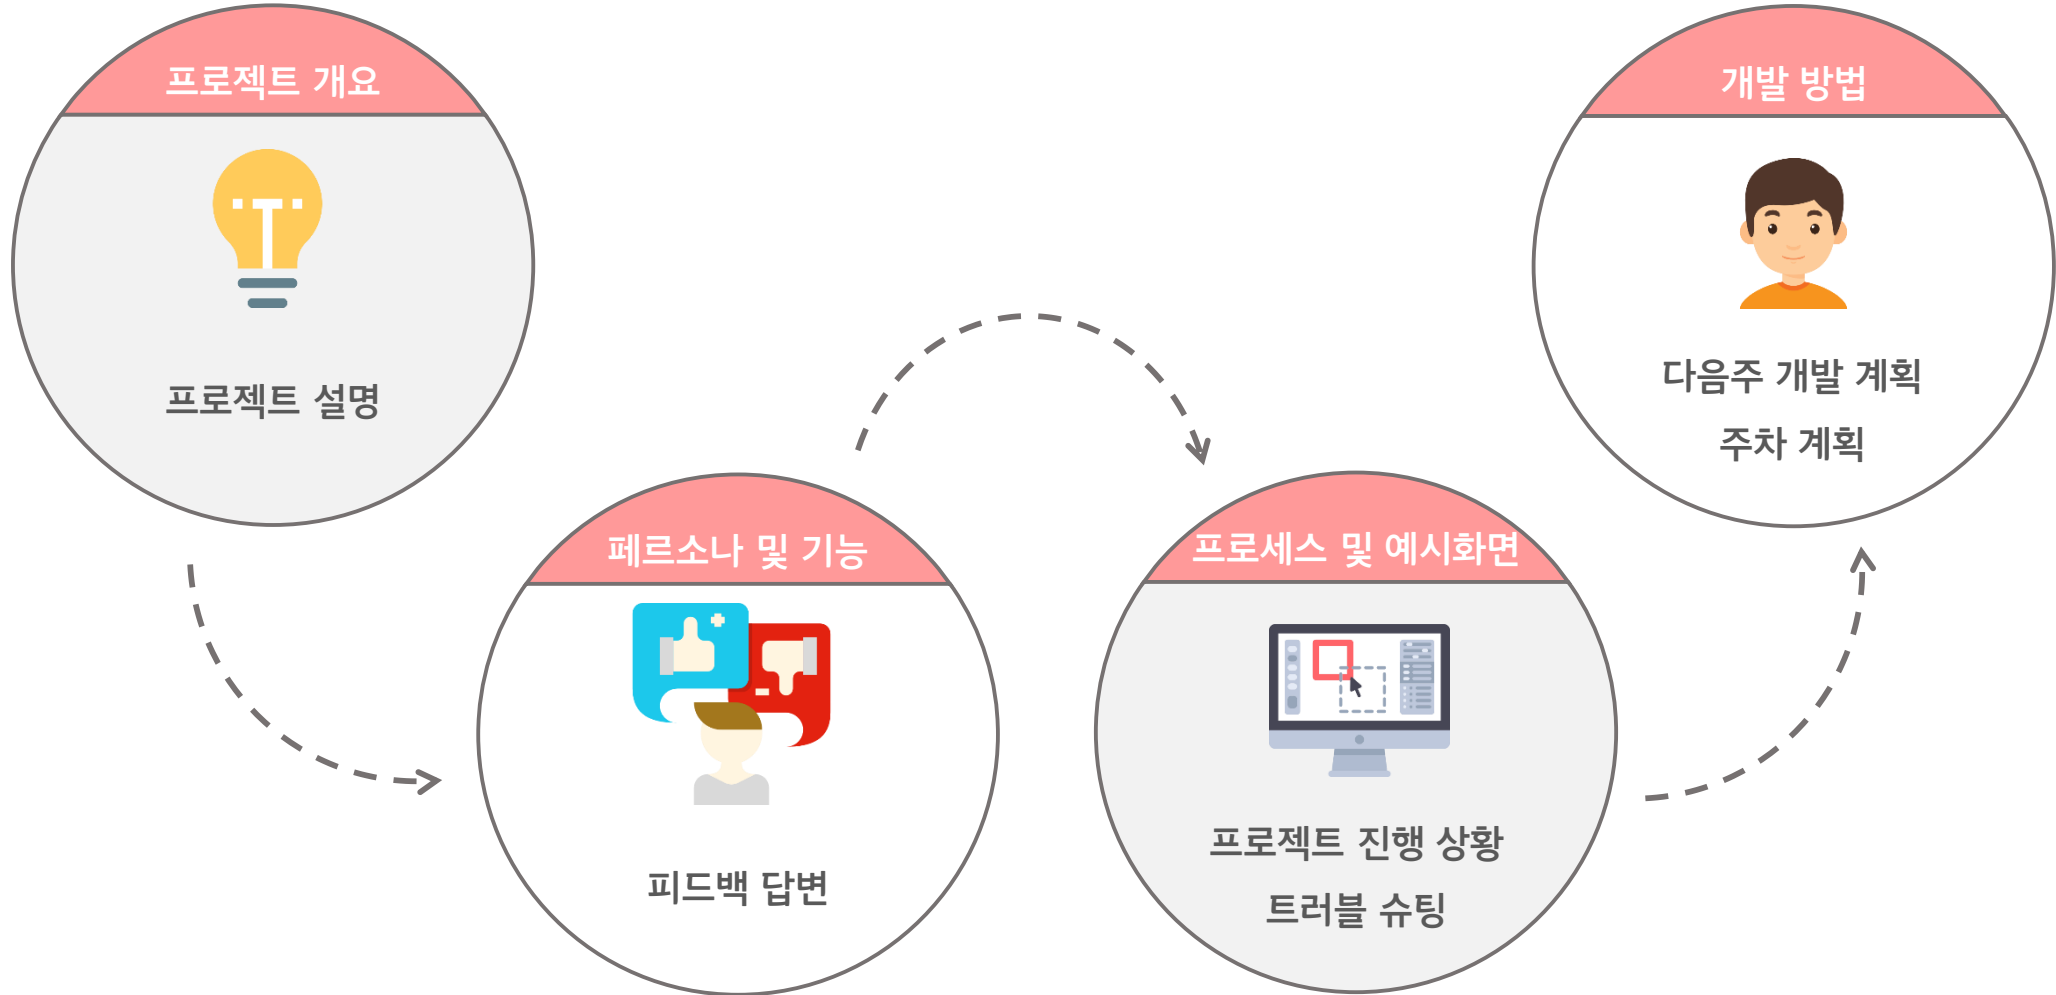 프로젝트 개요
프로젝트 설명
페르소나 및 기능
피드백 답변
프로세스 및 예시화면
프로젝트 진행 상황
트러블 슈팅
개발 방법
다음주 개발 계획
주차 계획